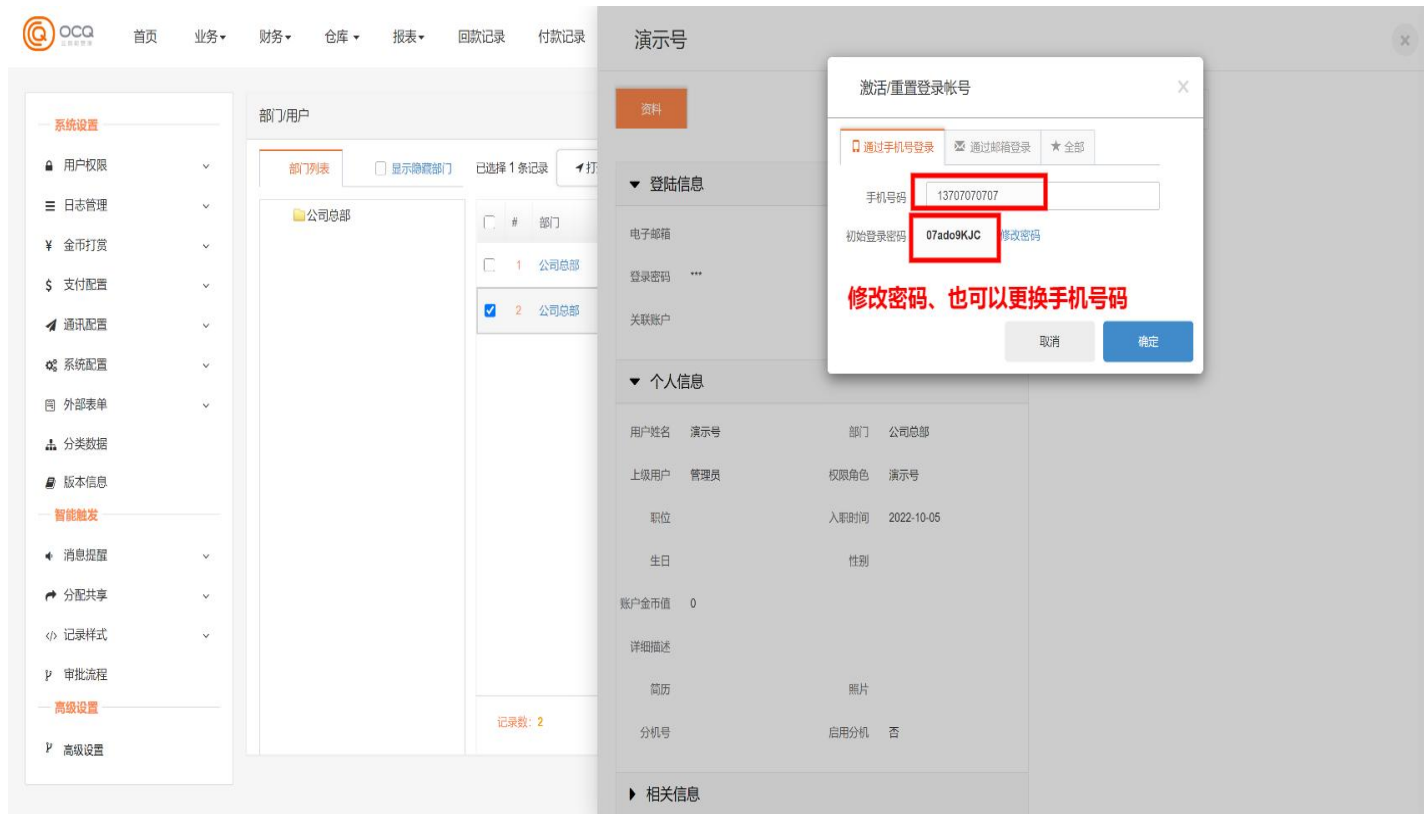 OCQ
首页
业务
财务
仓库
报表
回款记录
付款记录
系统设置
用户权限
日志管理
金币打赏
支付配置
通讯配置
系统配置
外部表单
分类数据
版本信息
智能触发
消息提醒
分配共享
记录样式
审批流程
高级设置
高级设置
部门/用户
部门列表
显示隐藏部门
公司总部
已选择 1 条记录
打
# 部门
1 公司总部
2 公司总部
记录数: 2
演示号
资料
登陆信息
电子邮箱
登录密码 ***
关联账户
个人信息
用户姓名 演示号 部门 公司总部
上级用户 管理员 权限角色 演示号
职位 入职时间 2022-10-05
生日 性别
账户金币值 0
详细描述
简历 照片
分机号 启用分机 否
相关信息
激活/重置登录帐号
通过手机号登录 通过邮箱登录 全部
手机号码 13707070707
初始登录密码 07ado9KJC 修改密码
修改密码、也可以更换手机号码
取消 确定